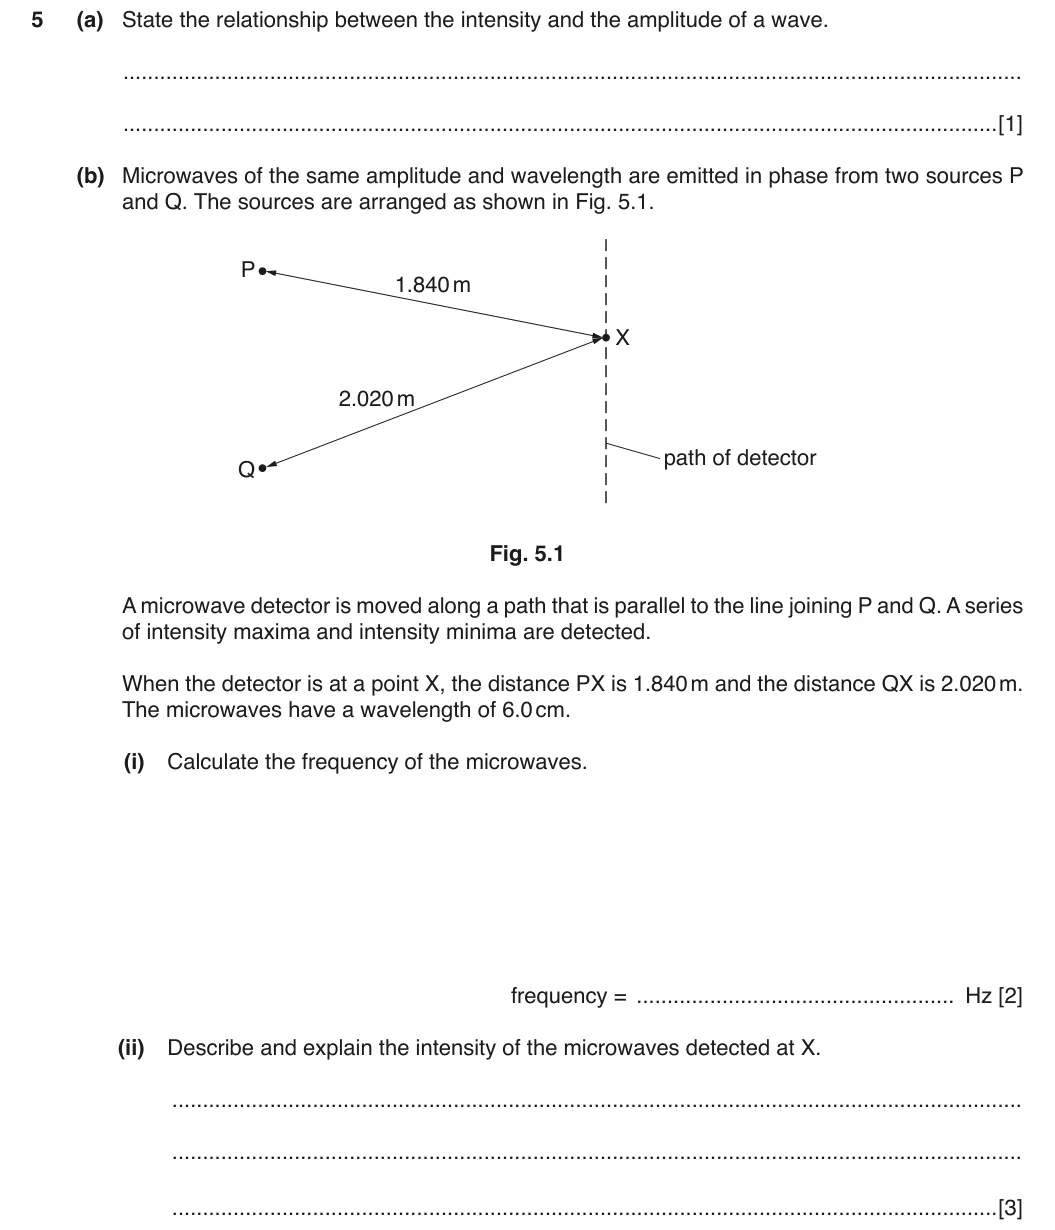 5 (a) State the relationship between the intensity and the amplitude of a wave.
..........................................................................................
..........................................................................................[1]
(b) Microwaves of the same amplitude and wavelength are emitted in phase from two sources P
and Q. The sources are arranged as shown in Fig. 5.1.
P
1.840 m
X
2.020 m
Q
path of detector
Fig. 5.1
A microwave detector is moved along a path that is parallel to the line joining P and Q. A series
of intensity maxima and intensity minima are detected.
When the detector is at a point X, the distance PX is 1.840 m and the distance QX is 2.020 m.
The microwaves have a wavelength of 6.0 cm.
(i) Calculate the frequency of the microwaves.
frequency = .................................................... Hz [2]
(ii) Describe and explain the intensity of the microwaves detected at X.
..........................................................................................
..........................................................................................
..........................................................................................[3]